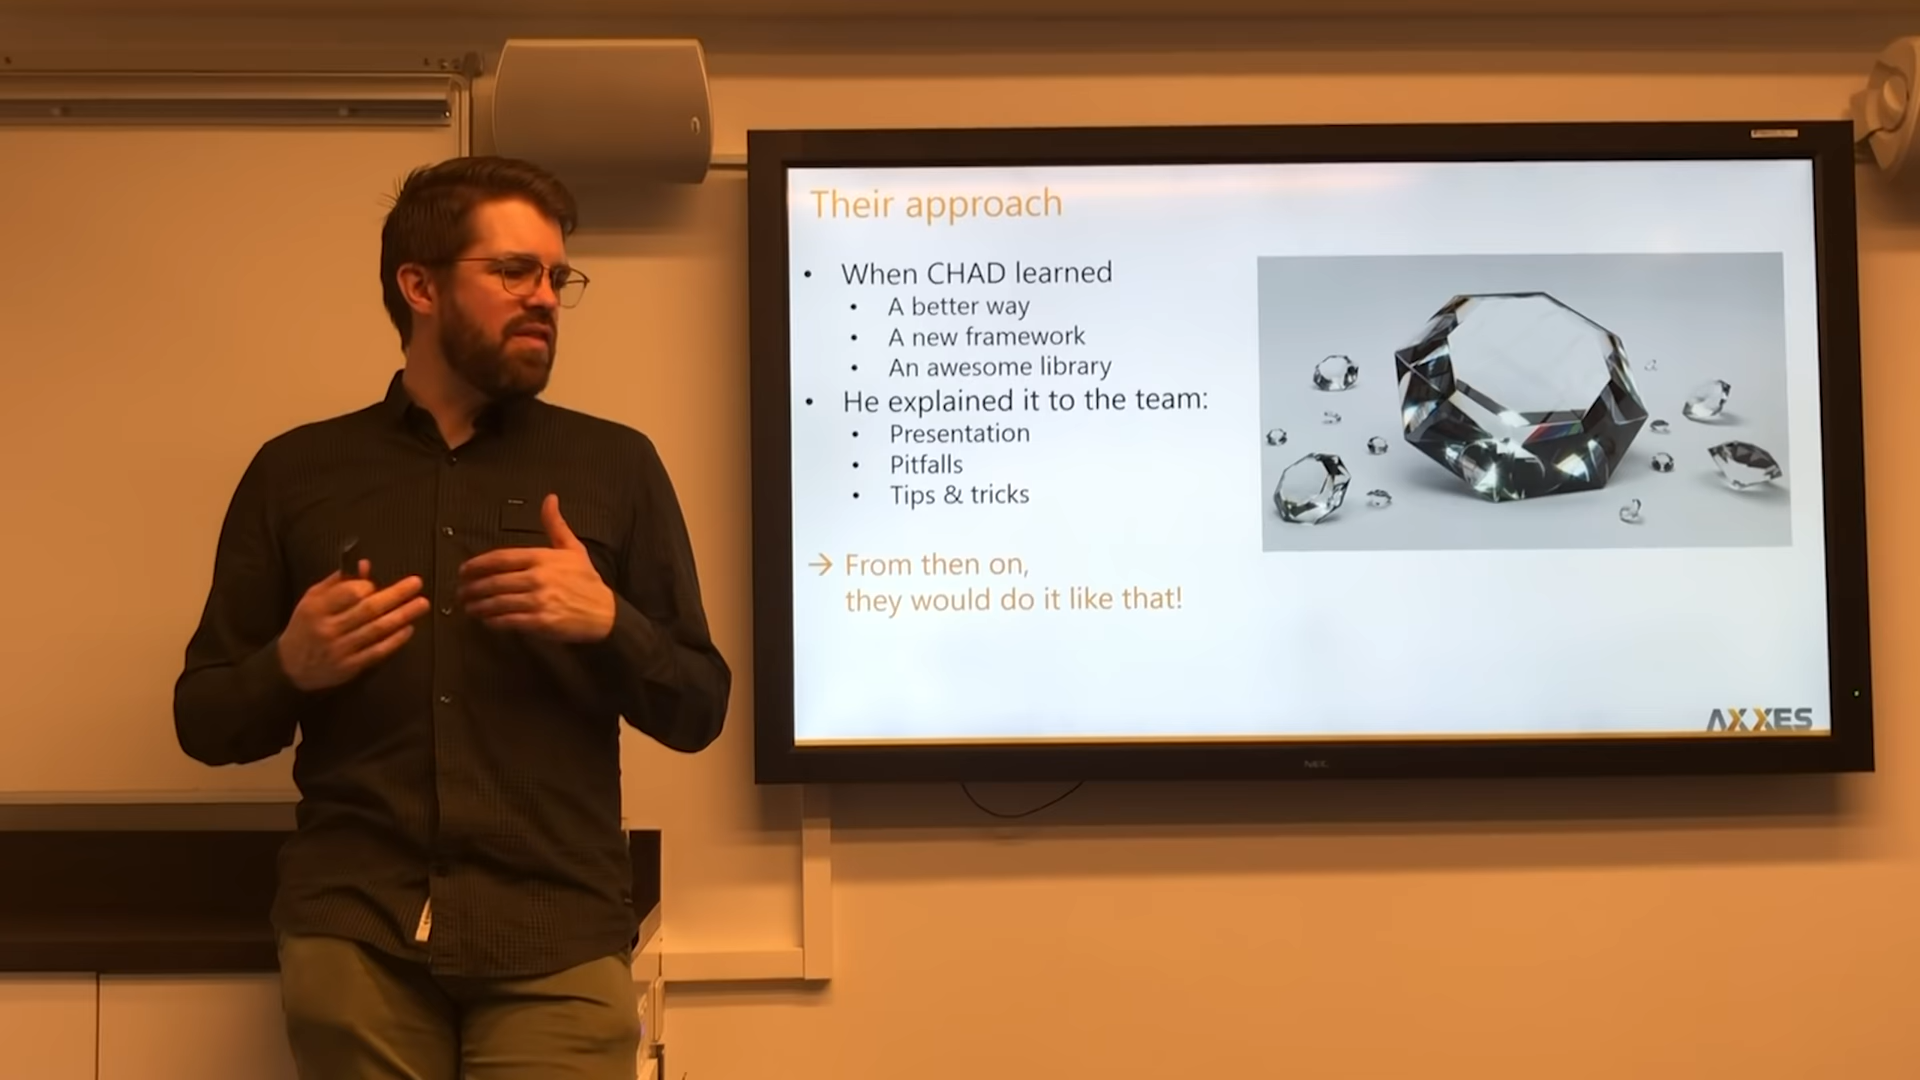 Their approach
• When CHAD learned
• A better way
• A new framework
• An awesome library
• He explained it to the team:
• Presentation
• Pitfalls
• Tips & tricks
→ From then on,
they would do it like that!
AXXES
NEC